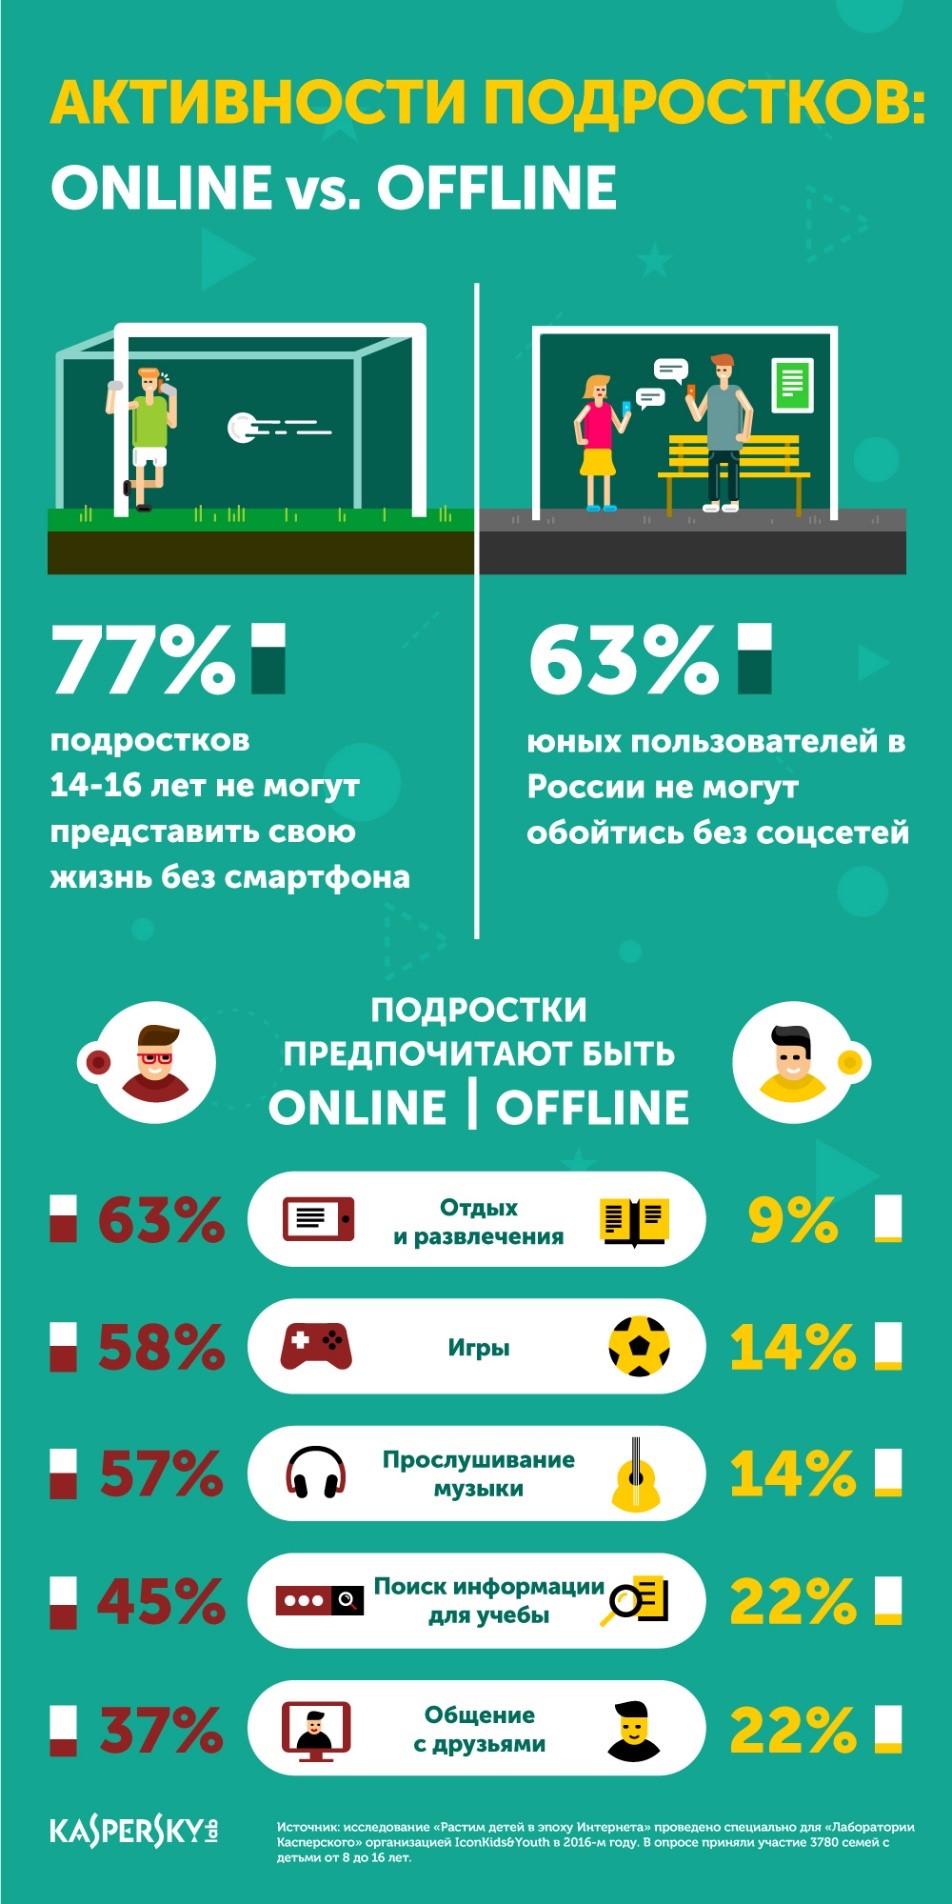 АКТИВНОСТИ ПОДРОСТКОВ:
ONLINE vs. OFFLINE
77%
подростков
14-16 лет не могут
представить свою
жизнь без смартфона
63%
юных пользователей в
России не могут
обойтись без соцсетей
ПОДРОСТКИ
ПРЕДПОЧИТАЮТ БЫТЬ
ONLINE | OFFLINE
63% Отдых 9%
и развлечения
58% Игры 14%
57% Прослушивание 14%
музыки
45% Поиск информации 22%
для учебы
37% Общение 22%
с друзьями
KASPERSKY lab
Источник: исследование «Растим детей в эпоху Интернета» проведено специально для «Лаборатории
Касперского» организацией IconKids&Youth в 2016-м году. В опросе приняли участие 3780 семей с
детьми от 8 до 16 лет.